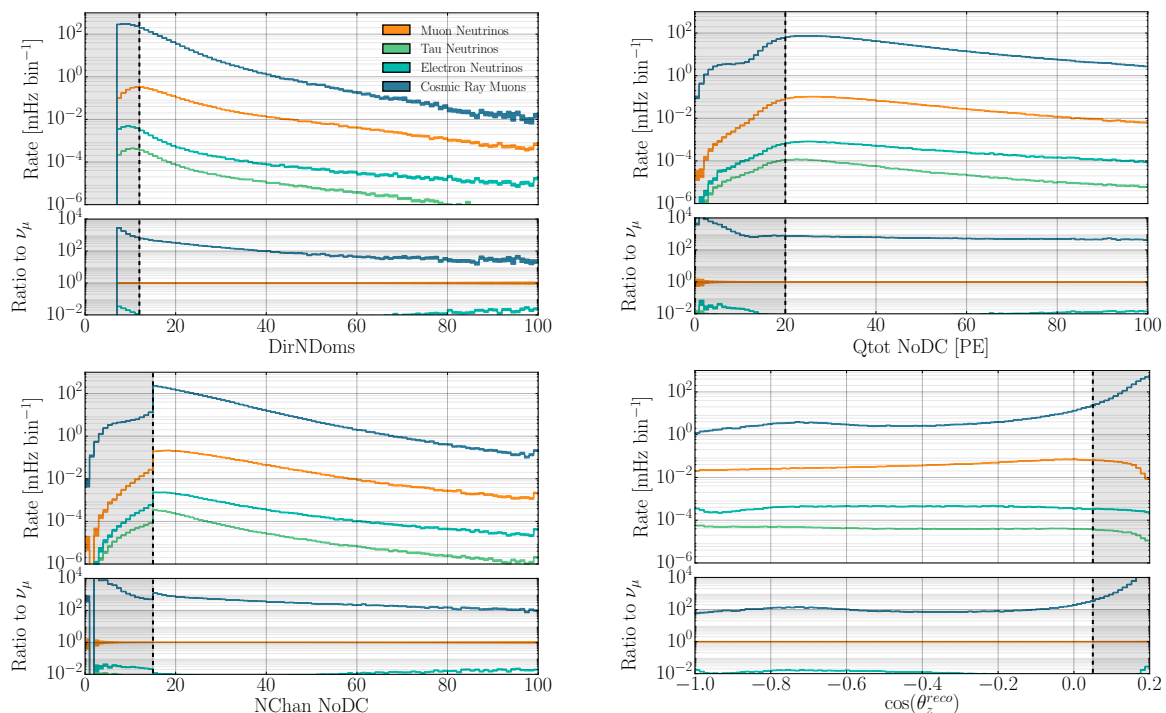 Rate [mHz bin⁻¹]
10²
10⁰
10⁻²
10⁻⁴
10⁻⁶
Muon Neutrinos
Tau Neutrinos
Electron Neutrinos
Cosmic Ray Muons
Ratio to νμ
10⁴
10²
10⁰
10⁻²
0 20 40 60 80 100
DirNDoms
Rate [mHz bin⁻¹]
10²
10⁰
10⁻²
10⁻⁴
10⁻⁶
Ratio to νμ
10⁴
10²
10⁰
10⁻²
0 20 40 60 80 100
Qtot NoDC [PE]
Rate [mHz bin⁻¹]
10²
10⁰
10⁻²
10⁻⁴
10⁻⁶
Ratio to νμ
10⁴
10²
10⁰
10⁻²
0 20 40 60 80 100
NChan NoDC
Rate [mHz bin⁻¹]
10²
10⁰
10⁻²
10⁻⁴
10⁻⁶
Ratio to νμ
10⁴
10²
10⁰
10⁻²
−1.0 −0.8 −0.6 −0.4 −0.2 0.0 0.2
cos(θ_z^reco)